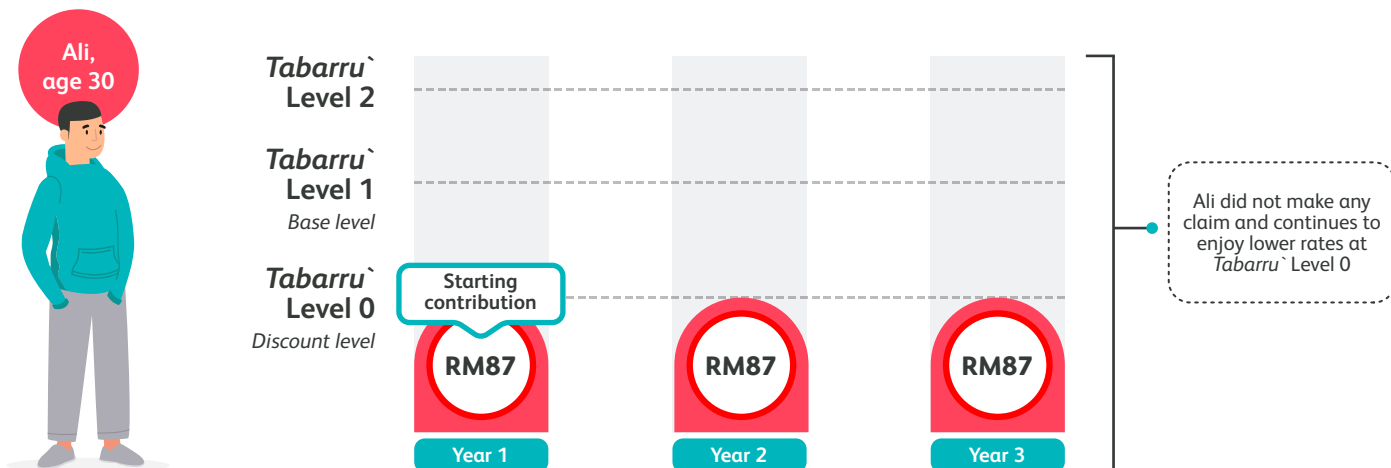 Ali,
age 30
Tabarru`
Level 2
Tabarru`
Level 1
Base level
Tabarru`
Level 0
Discount level
Starting
contribution
RM87
RM87
RM87
Year 1
Year 2
Year 3
Ali did not make any
claim and continues to
enjoy lower rates at
Tabarru` Level 0